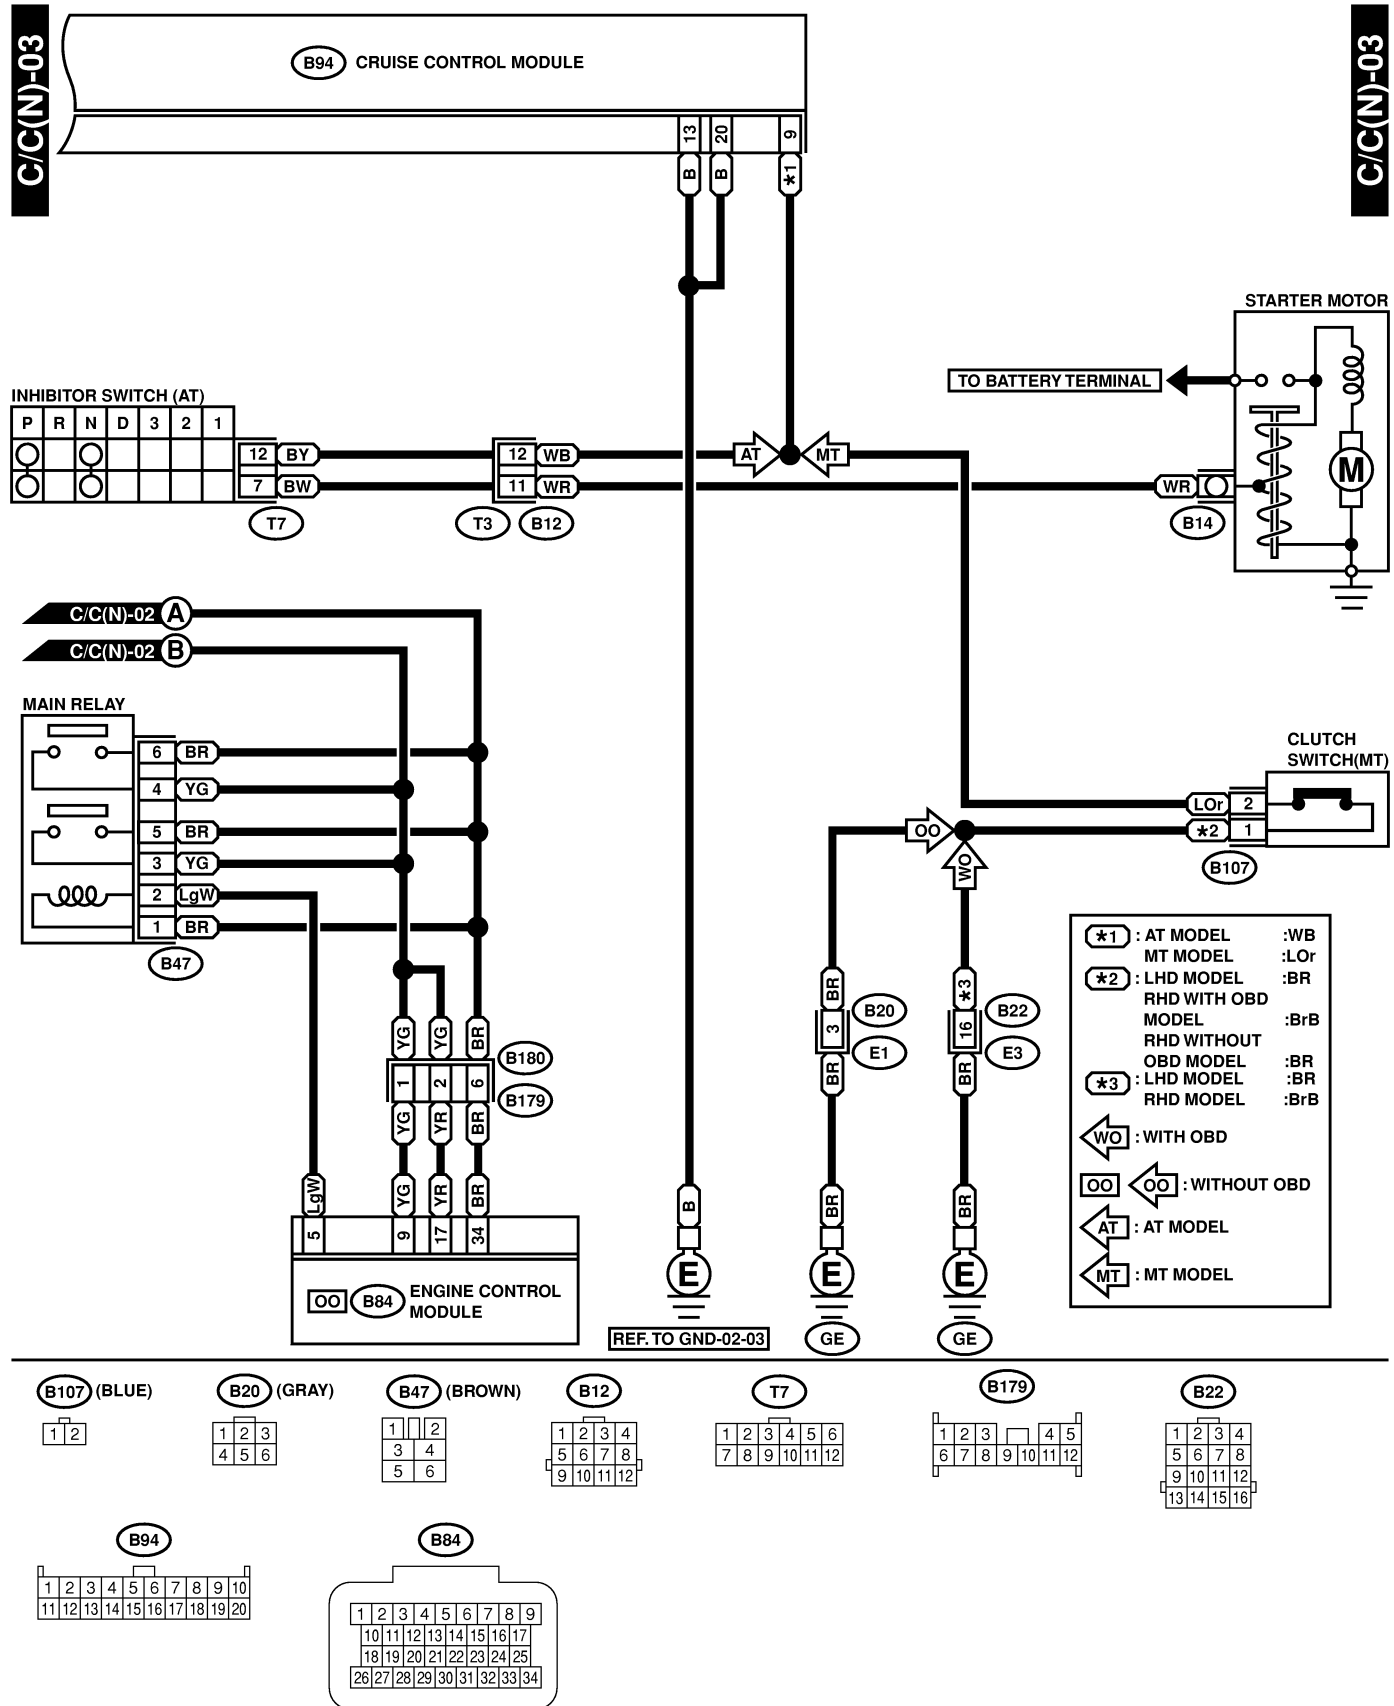 C/C(N)-03
C/C(N)-03
B94 CRUISE CONTROL MODULE
13 20 9
B B *1
STARTER MOTOR
TO BATTERY TERMINAL
M
INHIBITOR SWITCH (AT)
P R N D 3 2 1
12 BY 12 WB AT MT
7 BW 11 WR WR
T7 T3 B12 B14
C/C(N)-02 A
C/C(N)-02 B
MAIN RELAY
6 BR
4 YG
5 BR
3 YG
2 LgW
1 BR
B47
CLUTCH
SWITCH(MT)
LOr 2
OO *2 1
WO
B107
BR *3
3 B20 16 B22
E1 E3
BR BR
YG YG BR
1 2 6 B180
B179
YG YR BR
LgW YG YR BR
5 9 17 34
OO B84 ENGINE CONTROL
MODULE
B BR BR
E E E
REF. TO GND-02-03 GE GE
*1 : AT MODEL :WB
MT MODEL :LOr
*2 : LHD MODEL :BR
RHD WITH OBD
MODEL :BrB
RHD WITHOUT
OBD MODEL :BR
*3 : LHD MODEL :BR
RHD MODEL :BrB
WO : WITH OBD
OO OO : WITHOUT OBD
AT : AT MODEL
MT : MT MODEL
B107 (BLUE)
1 2
B20 (GRAY)
1 2 3
4 5 6
B47 (BROWN)
1 2
3 4
5 6
B12
1 2 3 4
5 6 7 8
9 10 11 12
T7
1 2 3 4 5 6
7 8 9 10 11 12
B179
1 2 3 4 5
6 7 8 9 10 11 12
B22
1 2 3 4
5 6 7 8
9 10 11 12
13 14 15 16
B94
1 2 3 4 5 6 7 8 9 10
11 12 13 14 15 16 17 18 19 20
B84
1 2 3 4 5 6 7 8 9
10 11 12 13 14 15 16 17
18 19 20 21 22 23 24 25
26 27 28 29 30 31 32 33 34